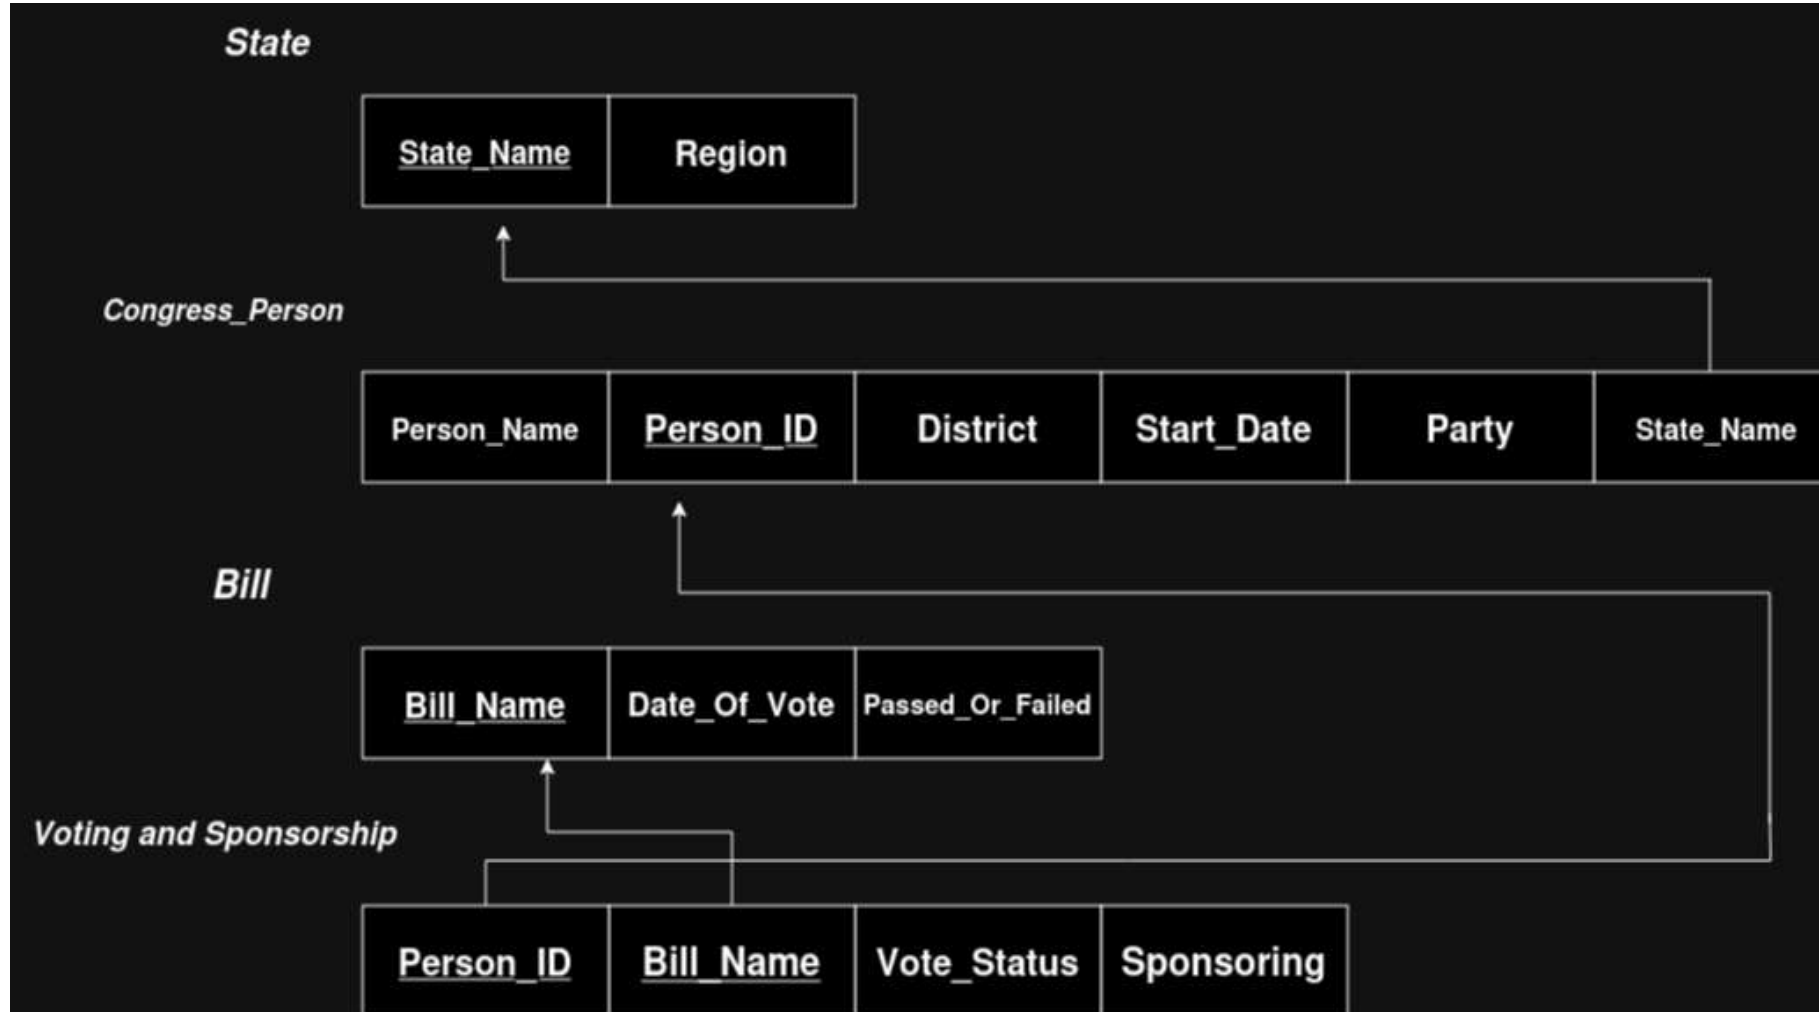 State
State_Name Region
Congress_Person
Person_Name Person_ID District Start_Date Party State_Name
Bill
Bill_Name Date_Of_Vote Passed_Or_Failed
Voting and Sponsorship
Person_ID Bill_Name Vote_Status Sponsoring